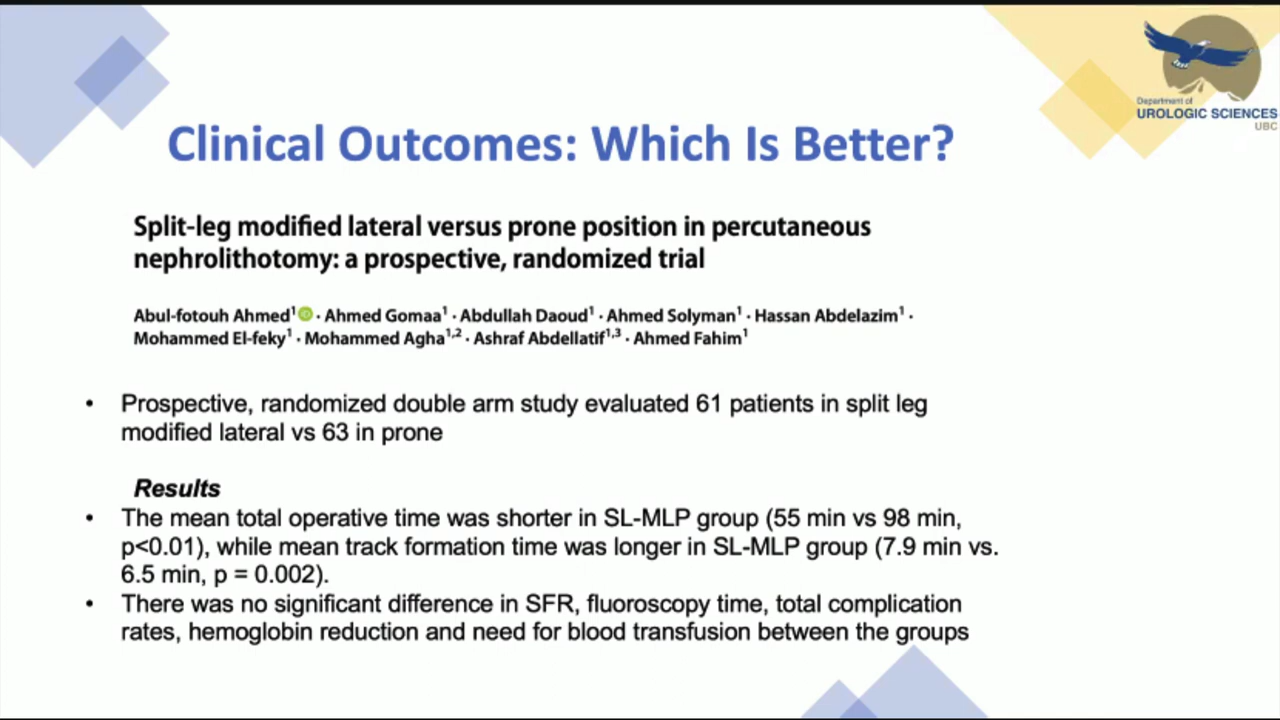 Department of
UROLOGIC SCIENCES
UBC
Clinical Outcomes: Which Is Better?
Split-leg modified lateral versus prone position in percutaneous
nephrolithotomy: a prospective, randomized trial
Abul-fotouh Ahmed¹ · Ahmed Gomaa¹ · Abdullah Daoud¹ · Ahmed Solyman¹ · Hassan Abdelazim¹ ·
Mohammed El-feky¹ · Mohammed Agha¹,² · Ashraf Abdellatif¹,³ · Ahmed Fahim¹
• Prospective, randomized double arm study evaluated 61 patients in split leg
modified lateral vs 63 in prone
Results
• The mean total operative time was shorter in SL-MLP group (55 min vs 98 min,
p<0.01), while mean track formation time was longer in SL-MLP group (7.9 min vs.
6.5 min, p = 0.002).
• There was no significant difference in SFR, fluoroscopy time, total complication
rates, hemoglobin reduction and need for blood transfusion between the groups